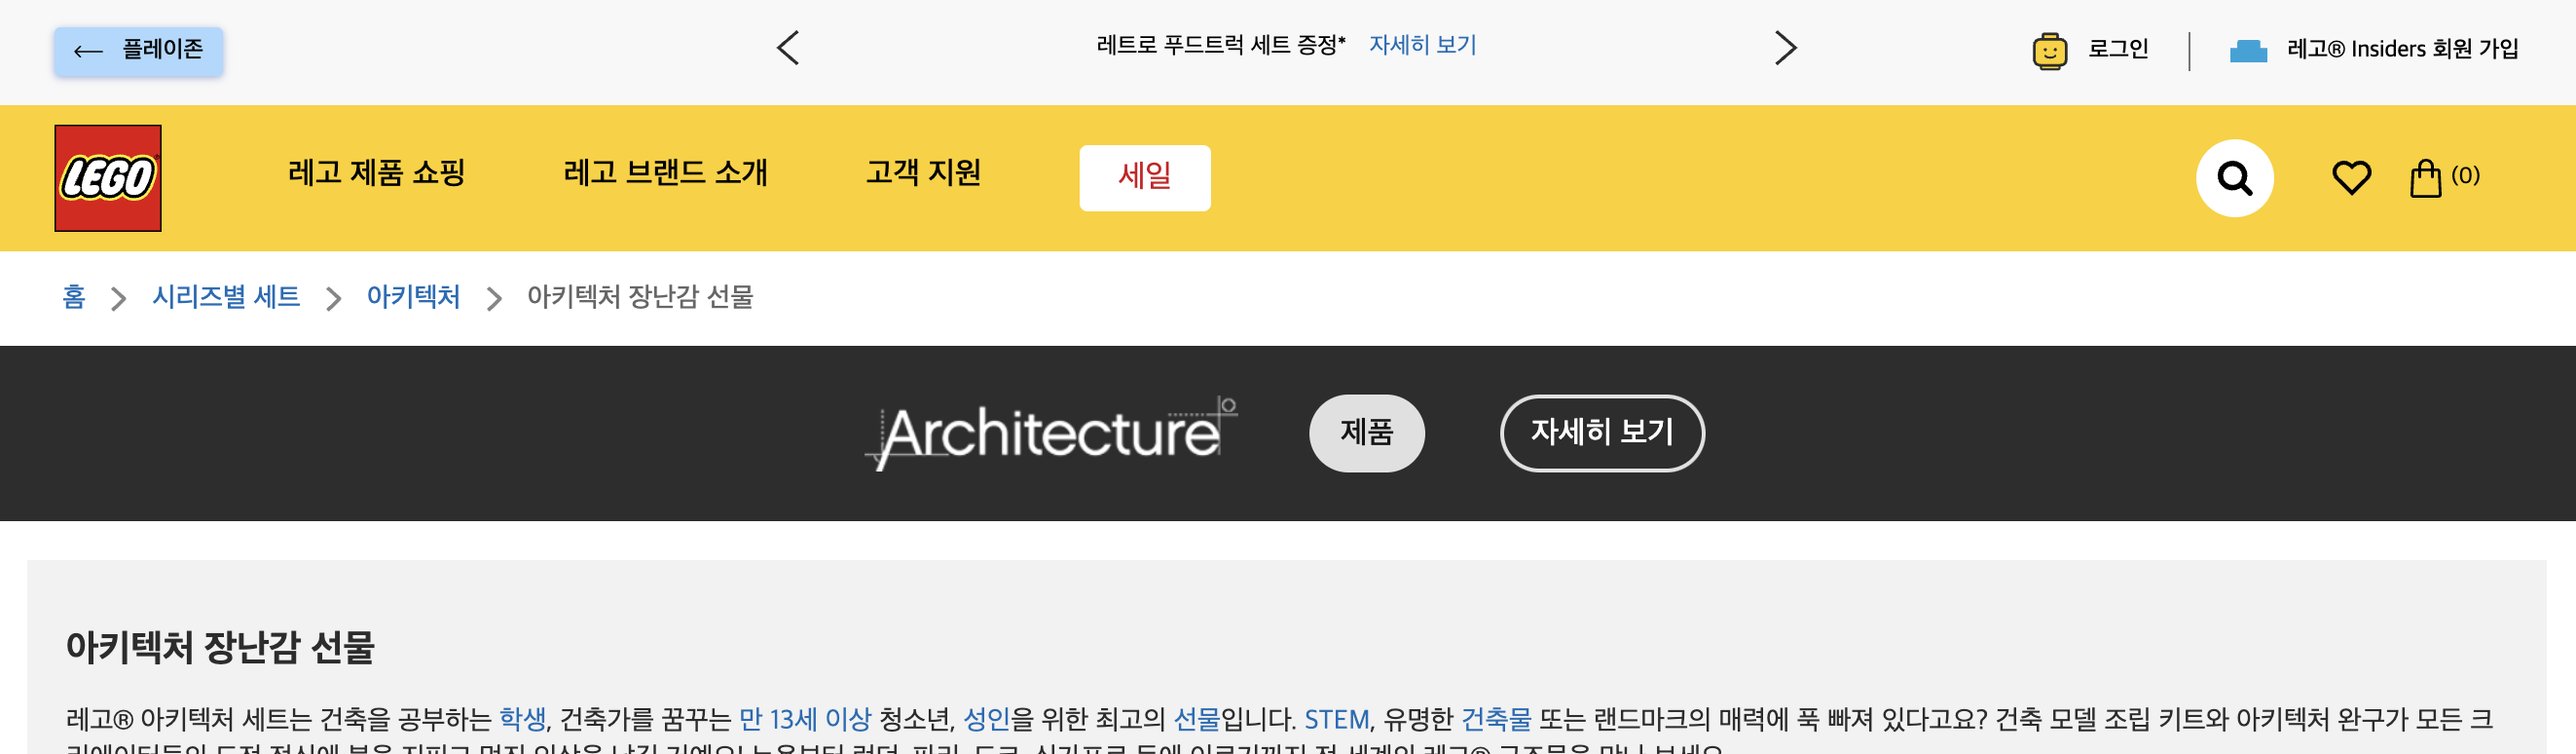 플레이존
레트로 푸드트럭 세트 증정* 자세히 보기
로그인
레고® Insiders 회원 가입
LEGO
레고 제품 쇼핑
레고 브랜드 소개
고객 지원
세일
(0)
홈 > 시리즈별 세트 > 아키텍처 > 아키텍처 장난감 선물
Architecture
제품
자세히 보기
아키텍처 장난감 선물
레고® 아키텍처 세트는 건축을 공부하는 학생, 건축가를 꿈꾸는 만 13세 이상 청소년, 성인을 위한 최고의 선물입니다. STEM, 유명한 건축물 또는 랜드마크의 매력에 푹 빠져 있다고요? 건축 모델 조립 키트와 아키텍처 완구가 모든 크